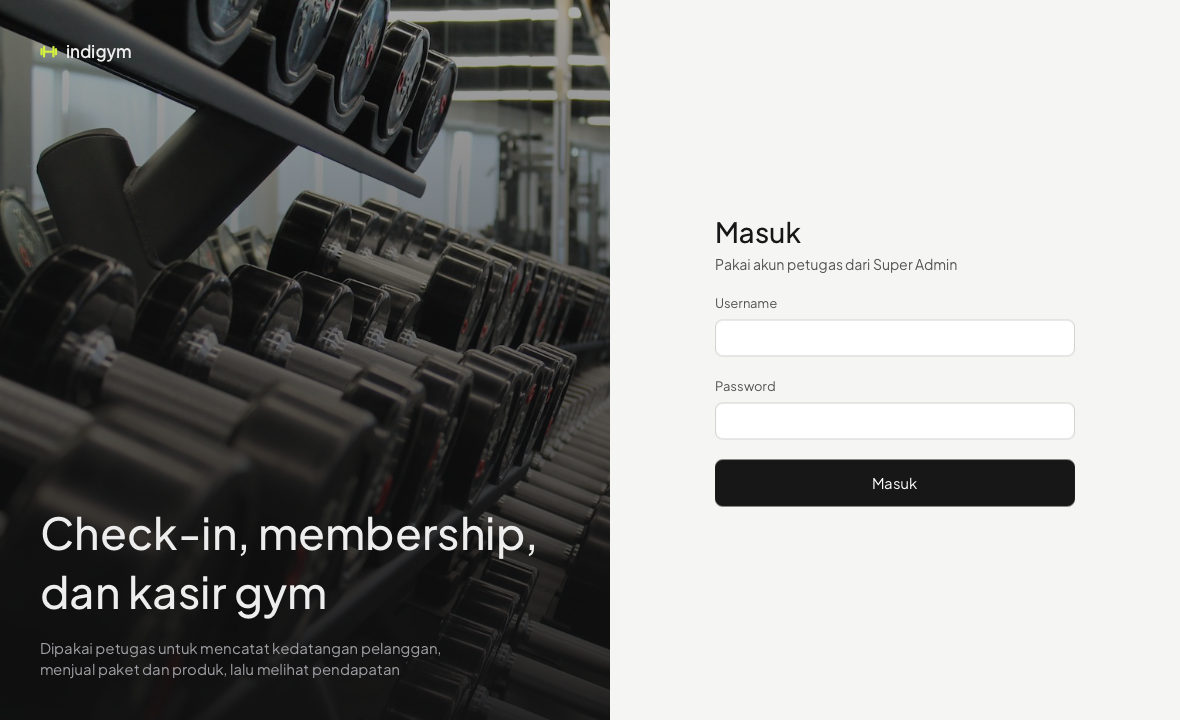 indigym
Check-in, membership,
dan kasir gym
Dipakai petugas untuk mencatat kedatangan pelanggan,
menjual paket dan produk, lalu melihat pendapatan
Masuk
Pakai akun petugas dari Super Admin
Username
Password
Masuk